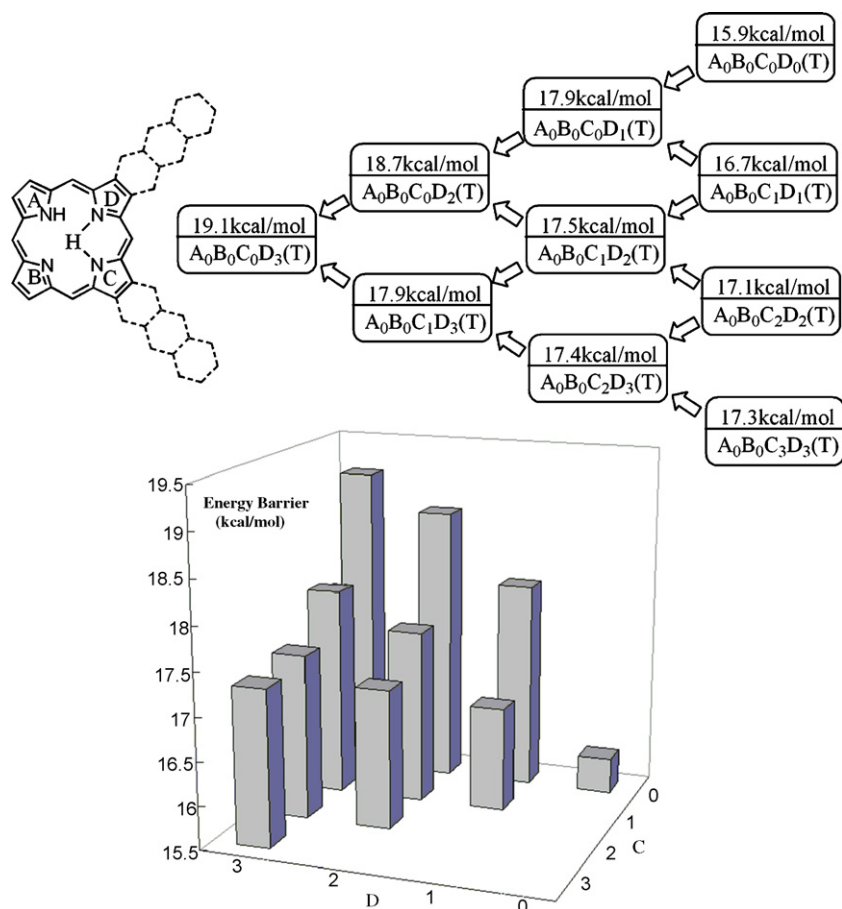 15.9kcal/mol
A₀B₀C₀D₀(T)
17.9kcal/mol
A₀B₀C₀D₁(T)
18.7kcal/mol
A₀B₀C₀D₂(T)
16.7kcal/mol
A₀B₀C₁D₁(T)
19.1kcal/mol
A₀B₀C₀D₃(T)
17.5kcal/mol
A₀B₀C₁D₂(T)
17.9kcal/mol
A₀B₀C₁D₃(T)
17.1kcal/mol
A₀B₀C₂D₂(T)
17.4kcal/mol
A₀B₀C₂D₃(T)
17.3kcal/mol
A₀B₀C₃D₃(T)
A
D
NH
N
H
N
N
B
C
Energy Barrier
(kcal/mol)
19.5
19
18.5
18
17.5
17
16.5
16
15.5
3
2
1
0
D
3
2
1
0
C